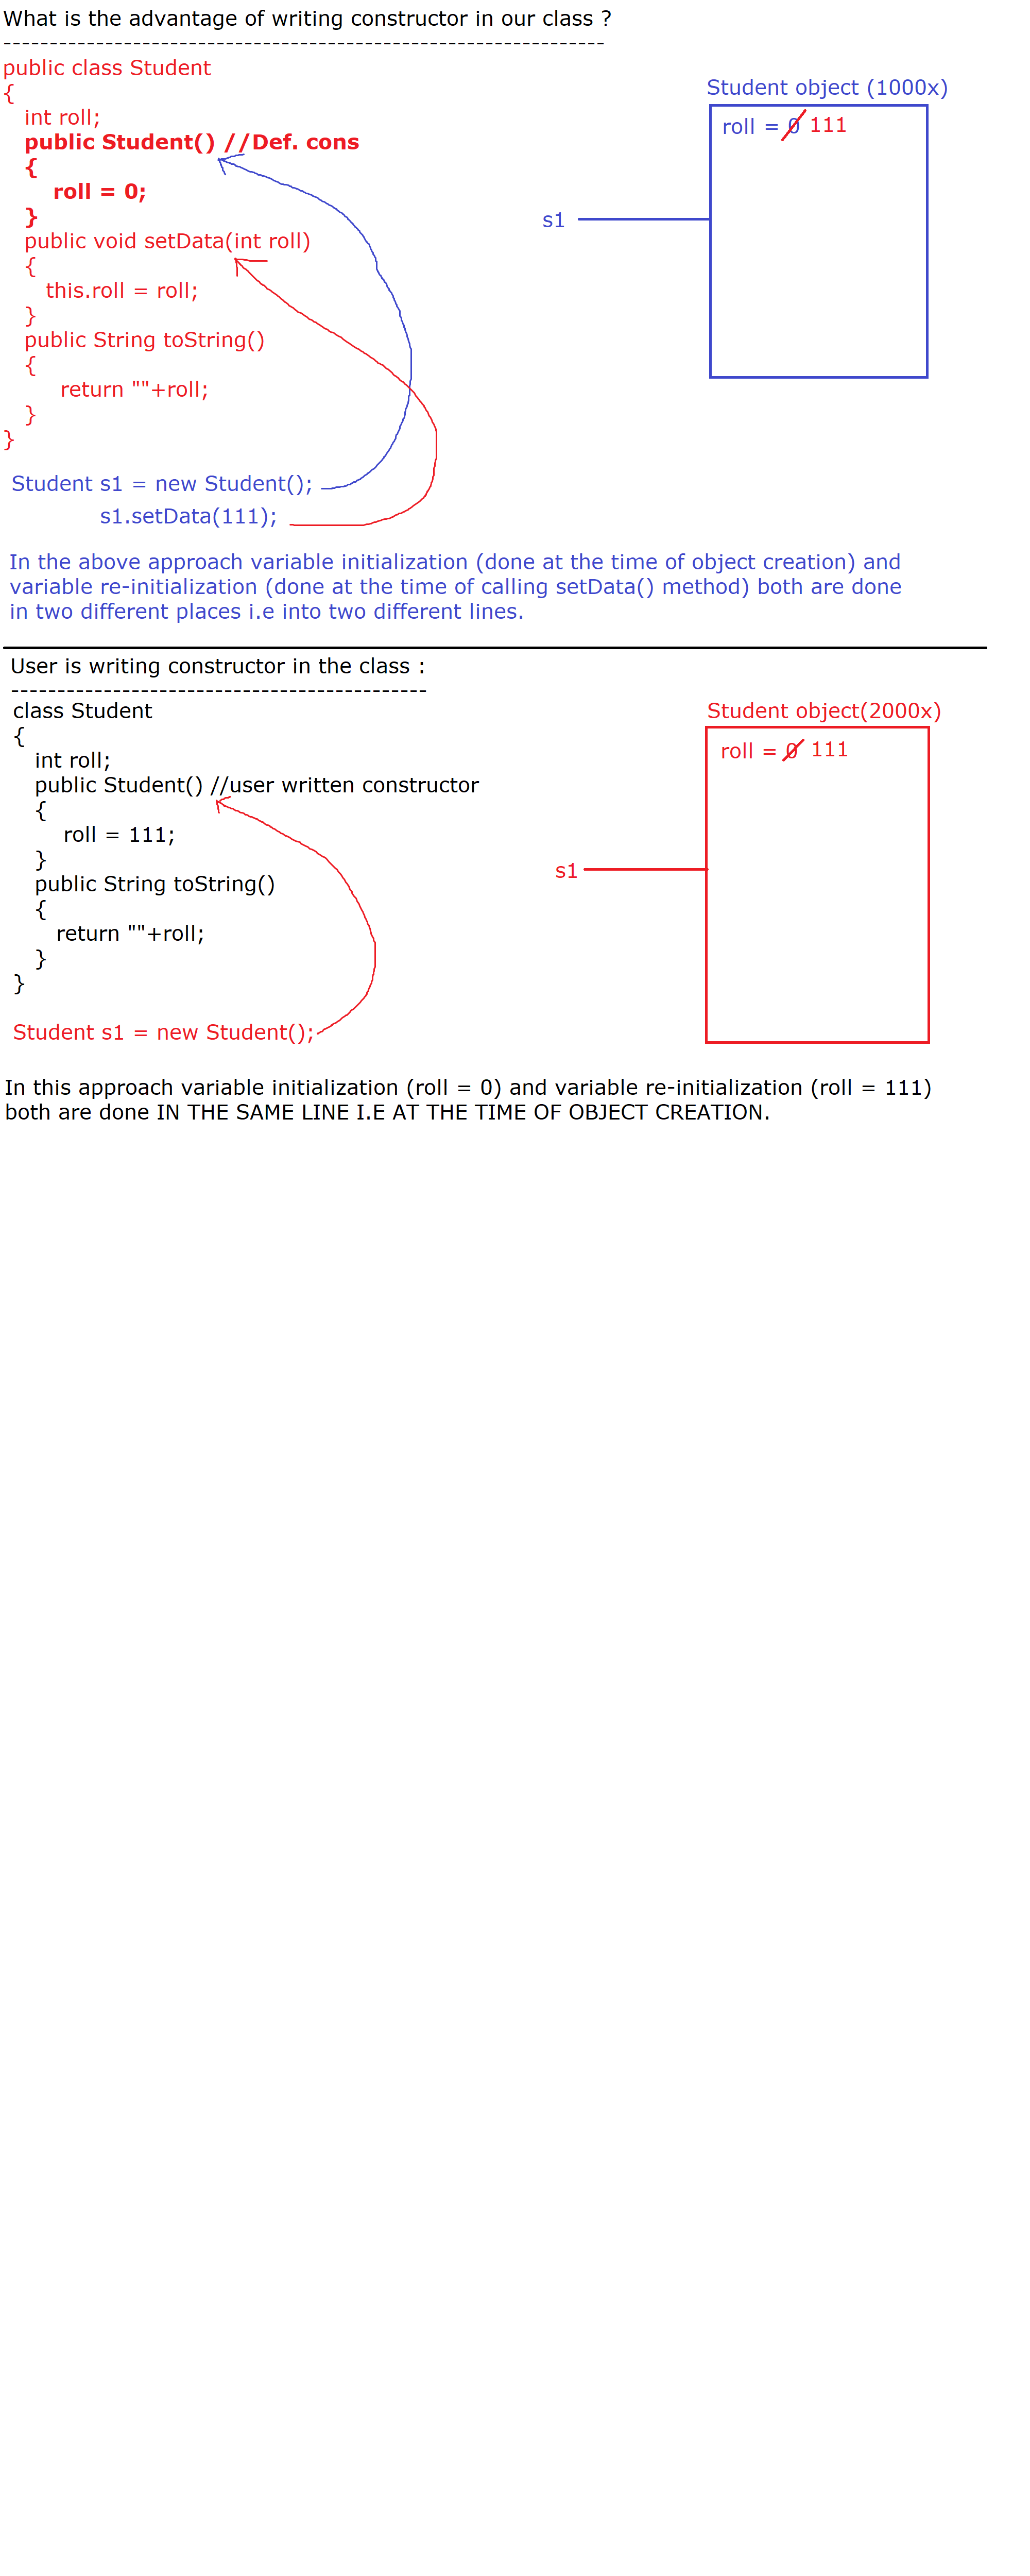 What is the advantage of writing constructor in our class ?
-----------------------------------------------------------------
public class Student
{
int roll;
public Student() //Def. cons
{
roll = 0;
}
public void setData(int roll)
{
this.roll = roll;
}
public String toString()
{
return ""+roll;
}
}
Student object (1000x)
roll = 0 111
s1
Student s1 = new Student();
s1.setData(111);
In the above approach variable initialization (done at the time of object creation) and
variable re-initialization (done at the time of calling setData() method) both are done
in two different places i.e into two different lines.
User is writing constructor in the class :
---------------------------------------------
class Student
{
int roll;
public Student() //user written constructor
{
roll = 111;
}
public String toString()
{
return ""+roll;
}
}
Student object(2000x)
roll = 0 111
s1
Student s1 = new Student();
In this approach variable initialization (roll = 0) and variable re-initialization (roll = 111)
both are done IN THE SAME LINE I.E AT THE TIME OF OBJECT CREATION.